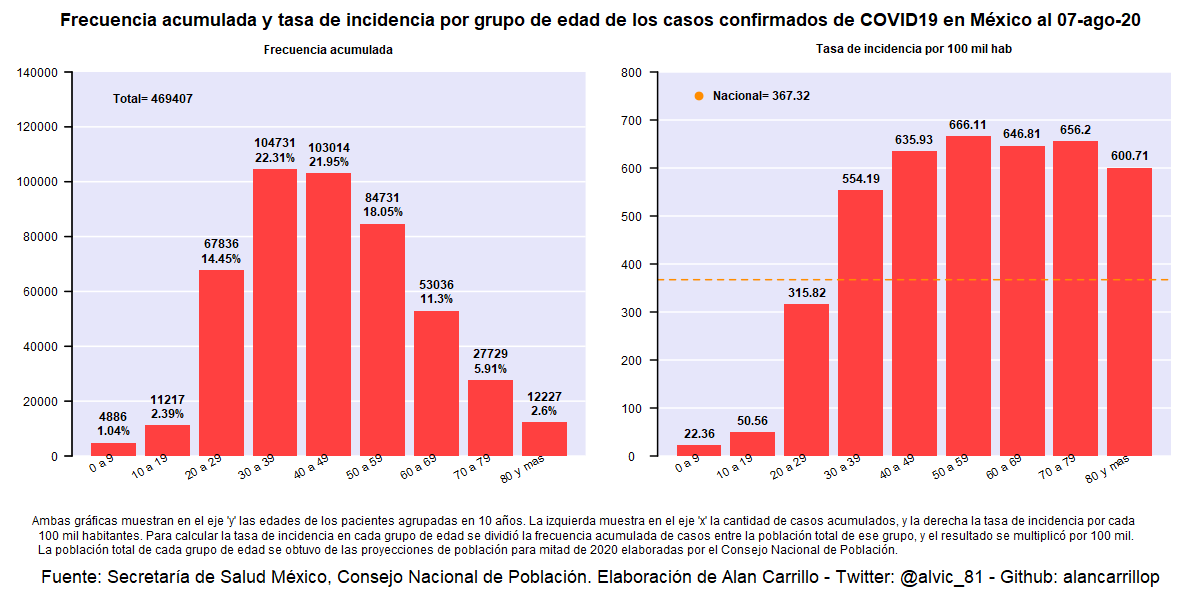 Frecuencia acumulada y tasa de incidencia por grupo de edad de los casos confirmados de COVID19 en México al 07-ago-20
Frecuencia acumulada
140000
120000
100000
80000
60000
40000
20000
0
Total= 469407
4886
1.04%
11217
2.39%
67836
14.45%
104731
22.31%
103014
21.95%
84731
18.05%
53036
11.3%
27729
5.91%
12227
2.6%
0 a 9
10 a 19
20 a 29
30 a 39
40 a 49
50 a 59
60 a 69
70 a 79
80 y mas
Tasa de incidencia por 100 mil hab
800
700
600
500
400
300
200
100
0
Nacional= 367.32
22.36
50.56
315.82
554.19
635.93
666.11
646.81
656.2
600.71
0 a 9
10 a 19
20 a 29
30 a 39
40 a 49
50 a 59
60 a 69
70 a 79
80 y mas
Ambas gráficas muestran en el eje 'y' las edades de los pacientes agrupadas en 10 años. La izquierda muestra en el eje 'x' la cantidad de casos acumulados, y la derecha la tasa de incidencia por cada
100 mil habitantes. Para calcular la tasa de incidencia en cada grupo de edad se dividió la frecuencia acumulada de casos entre la población total de ese grupo, y el resultado se multiplicó por 100 mil.
La población total de cada grupo de edad se obtuvo de las proyecciones de población para mitad de 2020 elaboradas por el Consejo Nacional de Población.
Fuente: Secretaría de Salud México, Consejo Nacional de Población. Elaboración de Alan Carrillo - Twitter: @alvic_81 - Github: alancarrillop